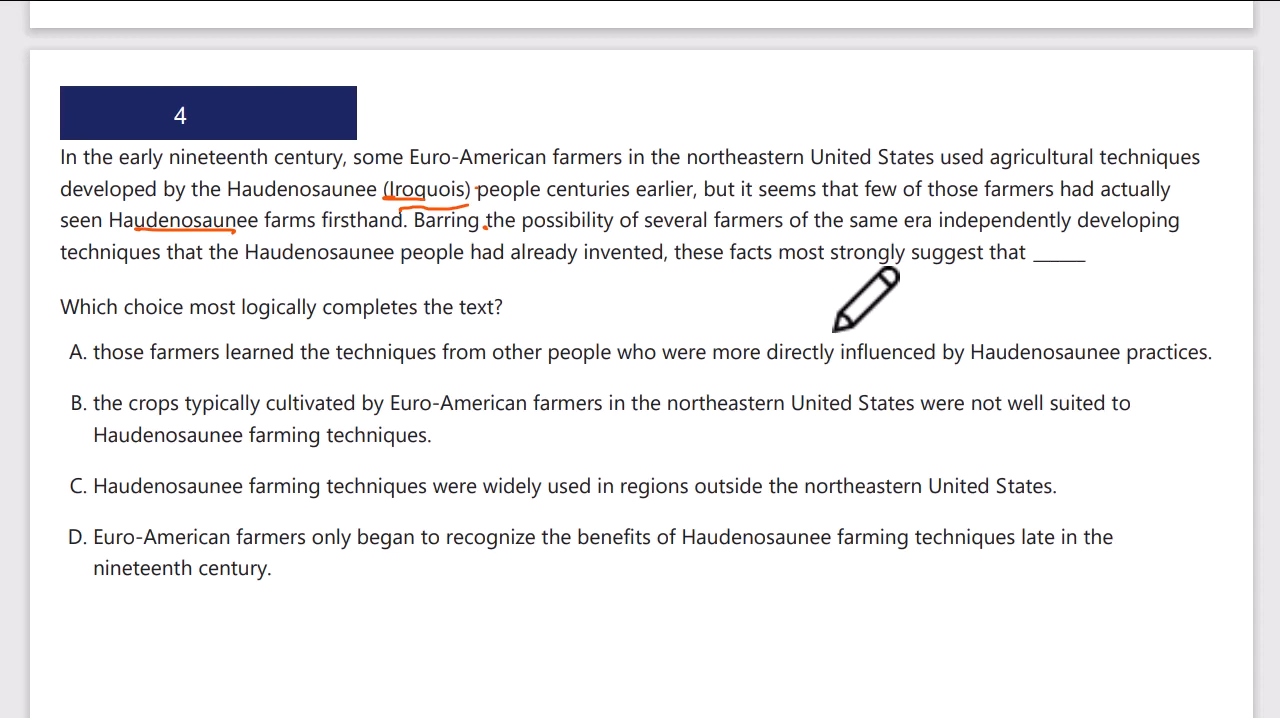 4
In the early nineteenth century, some Euro-American farmers in the northeastern United States used agricultural techniques
developed by the Haudenosaunee (Iroquois) people centuries earlier, but it seems that few of those farmers had actually
seen Haudenosaunee farms firsthand. Barring the possibility of several farmers of the same era independently developing
techniques that the Haudenosaunee people had already invented, these facts most strongly suggest that _____
Which choice most logically completes the text?
A. those farmers learned the techniques from other people who were more directly influenced by Haudenosaunee practices.
B. the crops typically cultivated by Euro-American farmers in the northeastern United States were not well suited to
Haudenosaunee farming techniques.
C. Haudenosaunee farming techniques were widely used in regions outside the northeastern United States.
D. Euro-American farmers only began to recognize the benefits of Haudenosaunee farming techniques late in the
nineteenth century.